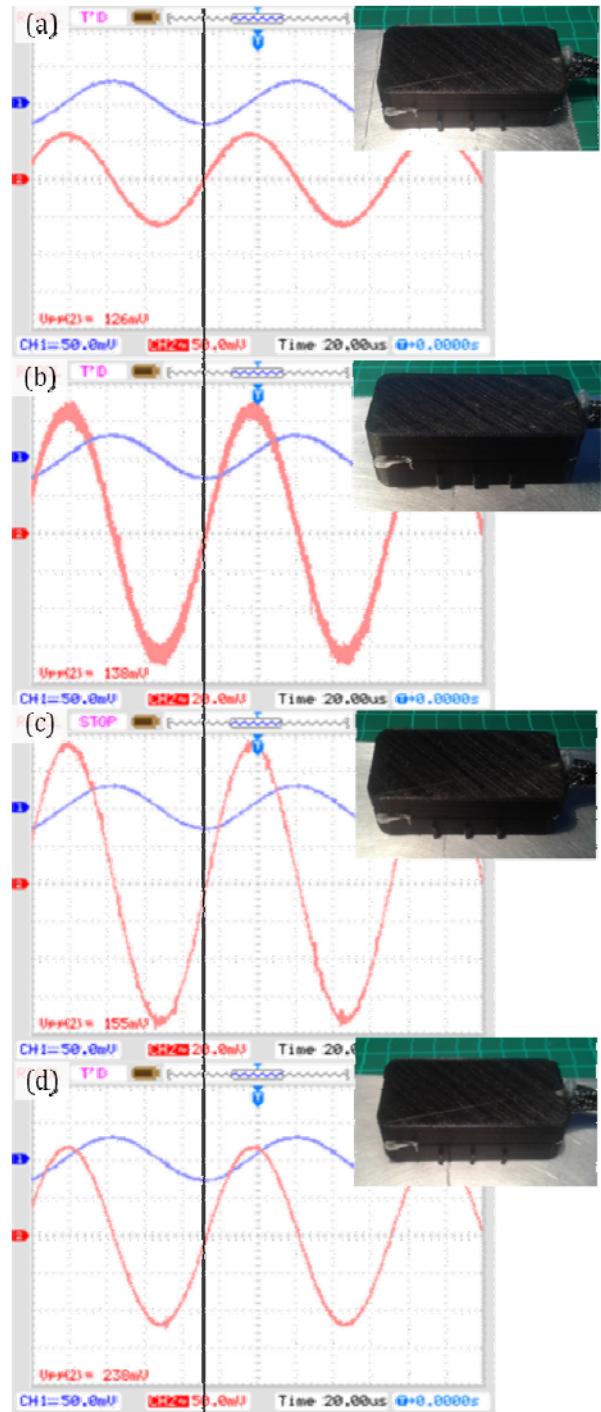 (a)
T'D
T
T
1
2
Vpp(2)= 126mV
CH1=50.0mV CH2~50.0mV Time 20.00us T→0.0000s
(b)
T'D
T
T
1
2
Vpp(2)= 138mV
CH1=50.0mV CH2~20.0mV Time 20.00us T→0.0000s
(c)
STOP
T
T
1
2
Vpp(2)= 155mV
CH1=50.0mV CH2~20.0mV Time 20.0
(d)
T'D
T
T
1
2
Vpp(2)= 238mV
CH1=50.0mV CH2~50.0mV Time 20.00us T→0.0000s